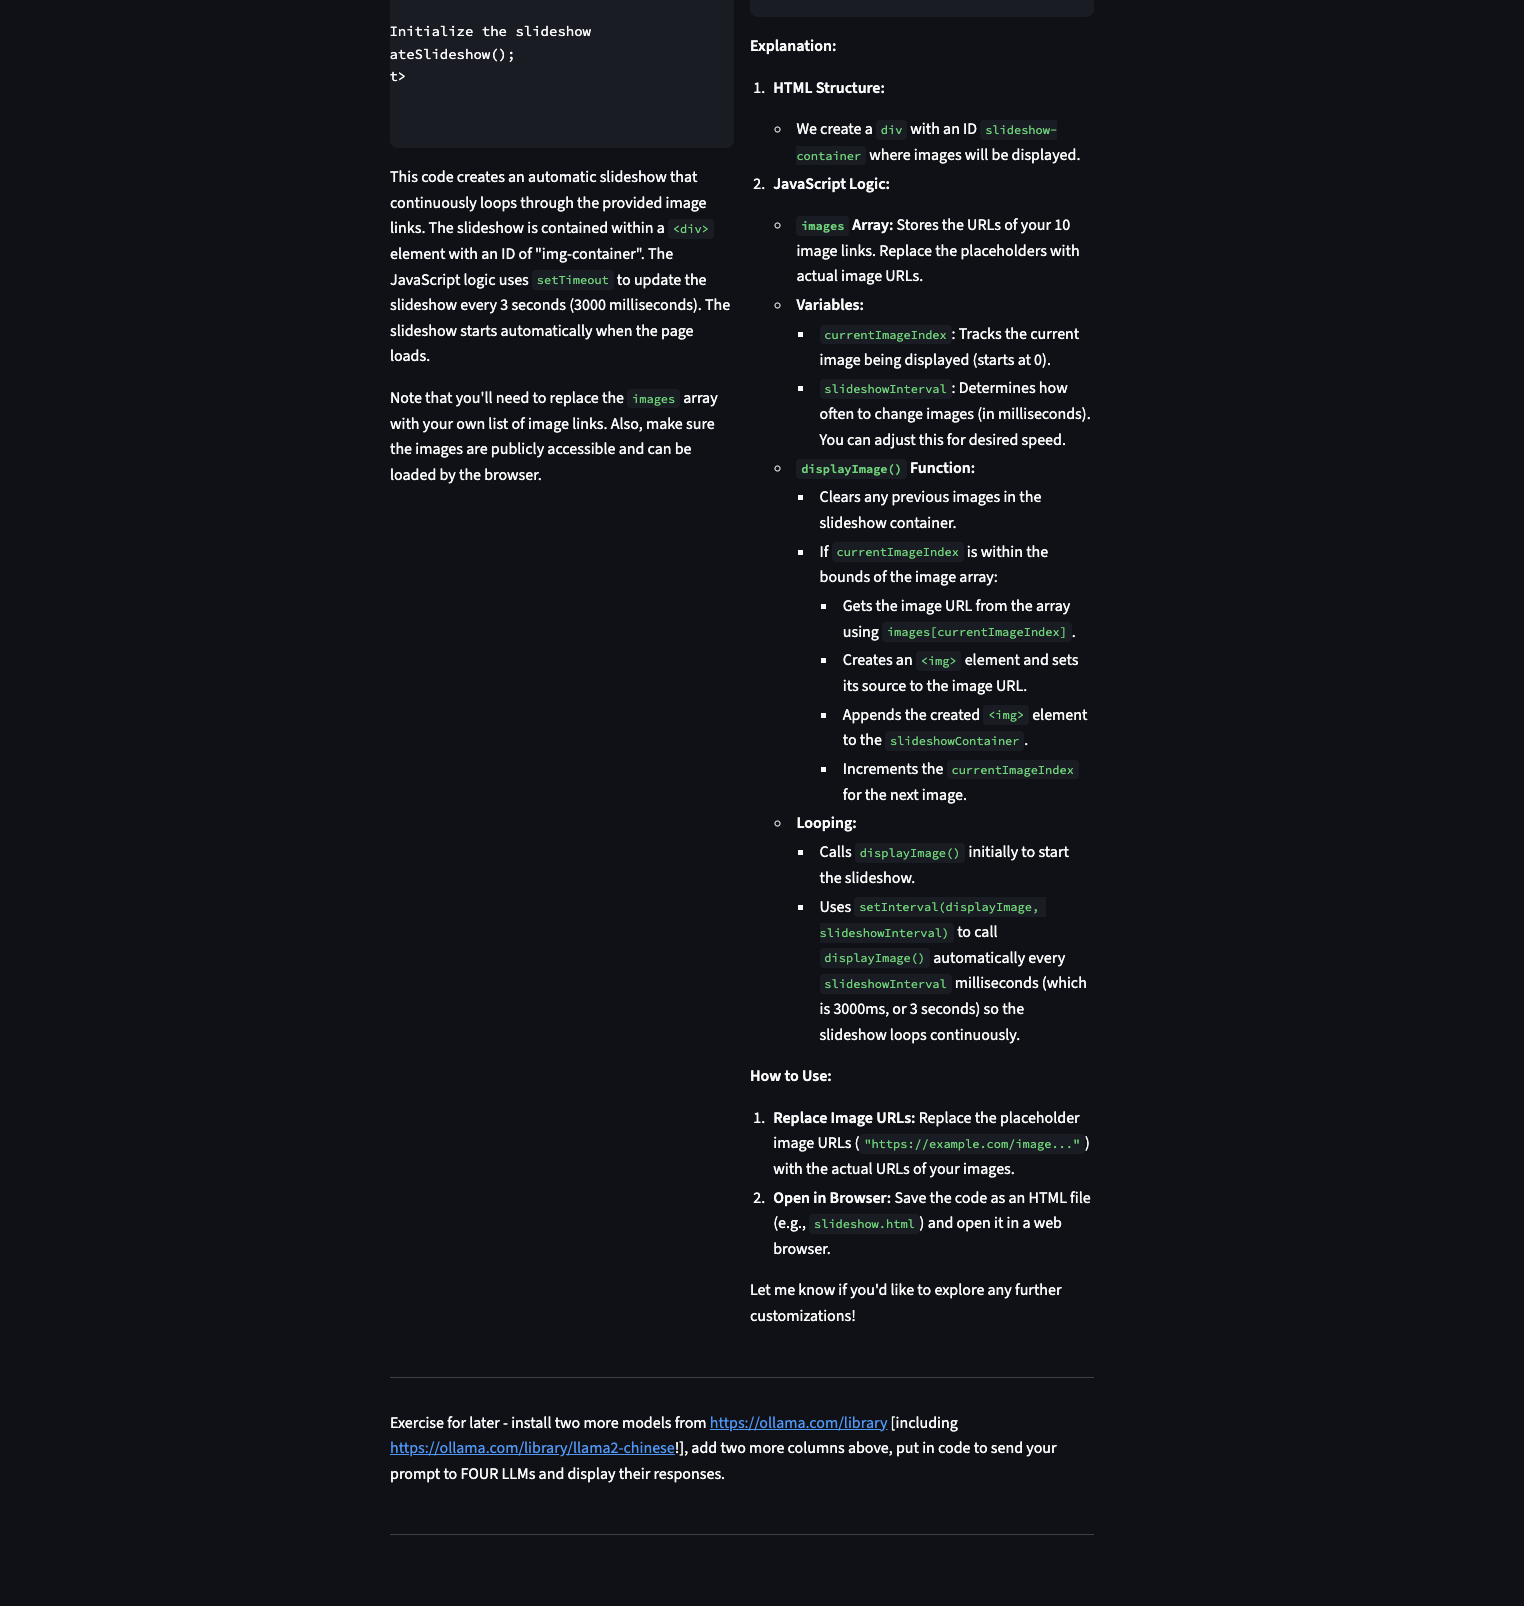 Initialize the slideshow
ateSlideshow();
t>
This code creates an automatic slideshow that
continuously loops through the provided image
links. The slideshow is contained within a <div>
element with an ID of "img-container". The
JavaScript logic uses setTimeout to update the
slideshow every 3 seconds (3000 milliseconds). The
slideshow starts automatically when the page
loads.
Note that you'll need to replace the images array
with your own list of image links. Also, make sure
the images are publicly accessible and can be
loaded by the browser.
Explanation:
1. HTML Structure:
○ We create a div with an ID slideshow-
container where images will be displayed.
2. JavaScript Logic:
○ images Array: Stores the URLs of your 10
image links. Replace the placeholders with
actual image URLs.
○ Variables:
▪ currentImageIndex: Tracks the current
image being displayed (starts at 0).
▪ slideshowInterval: Determines how
often to change images (in milliseconds).
You can adjust this for desired speed.
○ displayImage() Function:
▪ Clears any previous images in the
slideshow container.
▪ If currentImageIndex is within the
bounds of the image array:
▪ Gets the image URL from the array
using images[currentImageIndex].
▪ Creates an <img> element and sets
its source to the image URL.
▪ Appends the created <img> element
to the slideshowContainer.
▪ Increments the currentImageIndex
for the next image.
○ Looping:
▪ Calls displayImage() initially to start
the slideshow.
▪ Uses setInterval(displayImage,
slideshowInterval) to call
displayImage() automatically every
slideshowInterval milliseconds (which
is 3000ms, or 3 seconds) so the
slideshow loops continuously.
How to Use:
1. Replace Image URLs: Replace the placeholder
image URLs ("https://example.com/image...")
with the actual URLs of your images.
2. Open in Browser: Save the code as an HTML file
(e.g., slideshow.html) and open it in a web
browser.
Let me know if you'd like to explore any further
customizations!
Exercise for later - install two more models from https://ollama.com/library [including
https://ollama.com/library/llama2-chinese!], add two more columns above, put in code to send your
prompt to FOUR LLMs and display their responses.